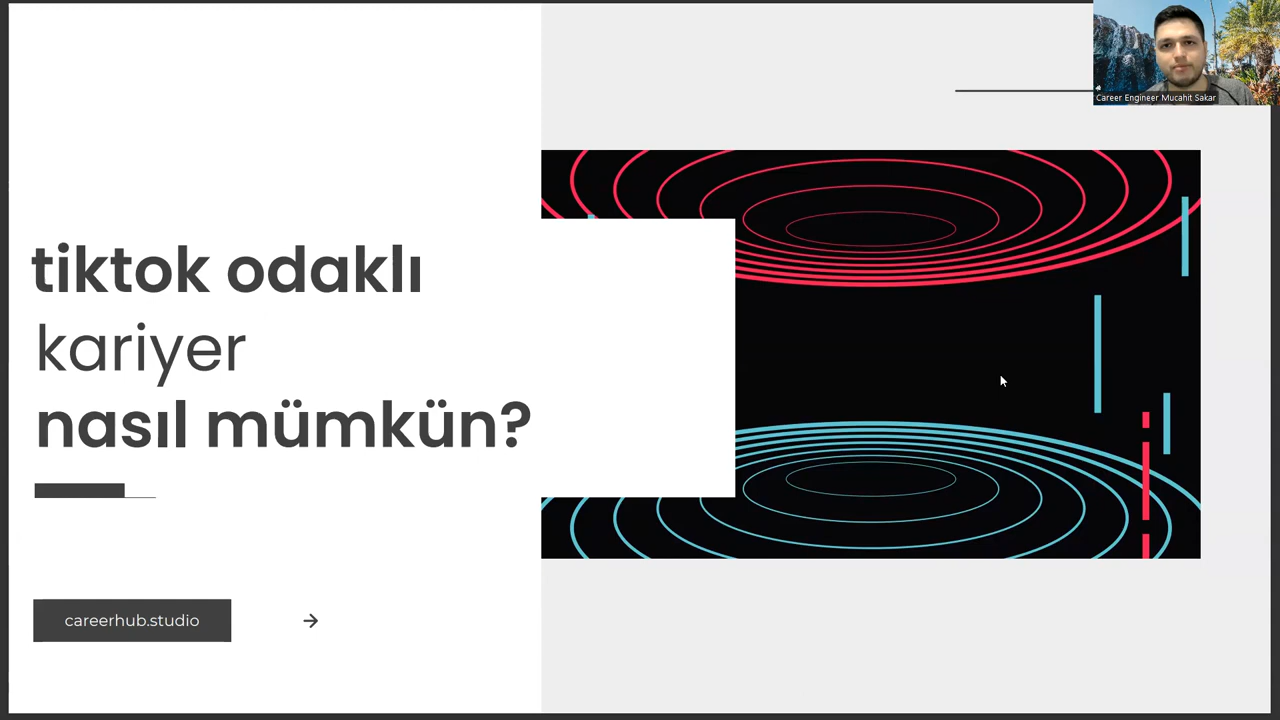 Career Engineer Mucahit Sakar
tiktok odaklı
kariyer
nasıl mümkün?
careerhub.studio